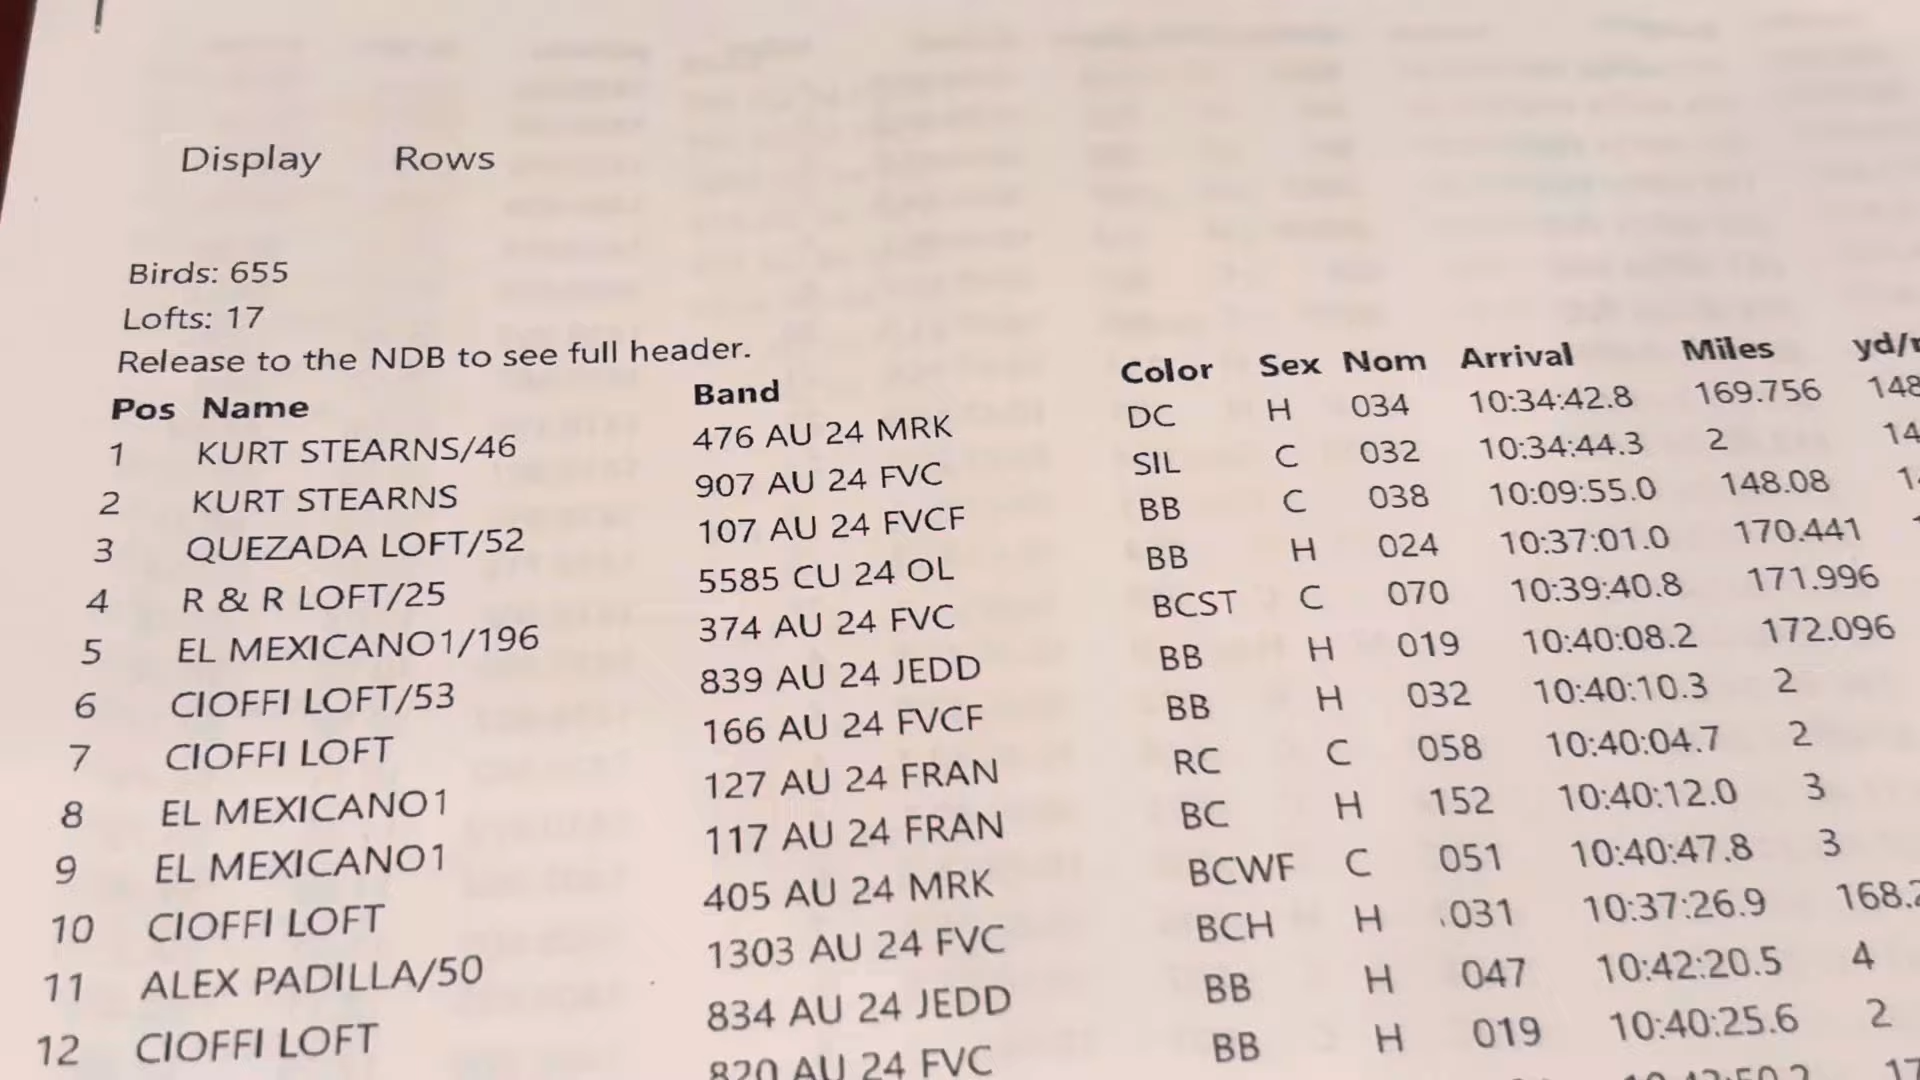 Display Rows
Birds: 655
Lofts: 17
Release to the NDB to see full header.
Pos Name Band Color Sex Nom Arrival Miles
1 KURT STEARNS/46 476 AU 24 MRK DC H 034 10:34:42.8 169.756 148
2 KURT STEARNS 907 AU 24 FVC SIL C 032 10:34:44.3 2 14
3 QUEZADA LOFT/52 107 AU 24 FVCF BB C 038 10:09:55.0 148.08
4 R & R LOFT/25 5585 CU 24 OL BB H 024 10:37:01.0 170.441
5 EL MEXICANO1/196 374 AU 24 FVC BCST C 070 10:39:40.8 171.996
6 CIOFFI LOFT/53 839 AU 24 JEDD BB H 019 10:40:08.2 172.096
7 CIOFFI LOFT 166 AU 24 FVCF BB H 032 10:40:10.3 2
8 EL MEXICANO1 127 AU 24 FRAN RC C 058 10:40:04.7 2
9 EL MEXICANO1 117 AU 24 FRAN BC H 152 10:40:12.0 3
10 CIOFFI LOFT 405 AU 24 MRK BCWF C 051 10:40:47.8 3
11 ALEX PADILLA/50 1303 AU 24 FVC BCH H 031 10:37:26.9 168.2
12 CIOFFI LOFT 834 AU 24 JEDD BB H 047 10:42:20.5 4
820 AU 24 FVC BB H 019 10:40:25.6 2